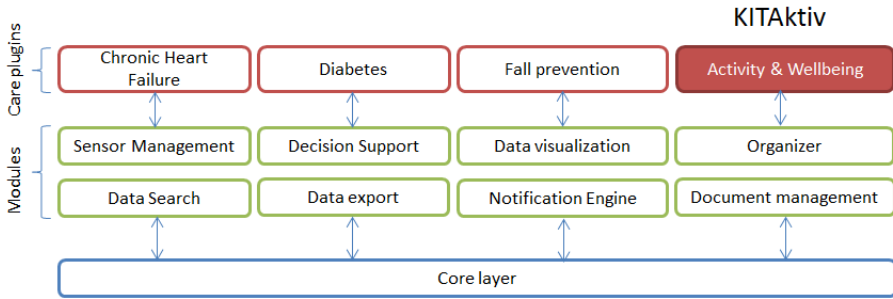 KITAktiv
Care plugins
Chronic Heart
Failure
Diabetes
Fall prevention
Activity & Wellbeing
Modules
Sensor Management
Decision Support
Data visualization
Organizer
Data Search
Data export
Notification Engine
Document management
Core layer